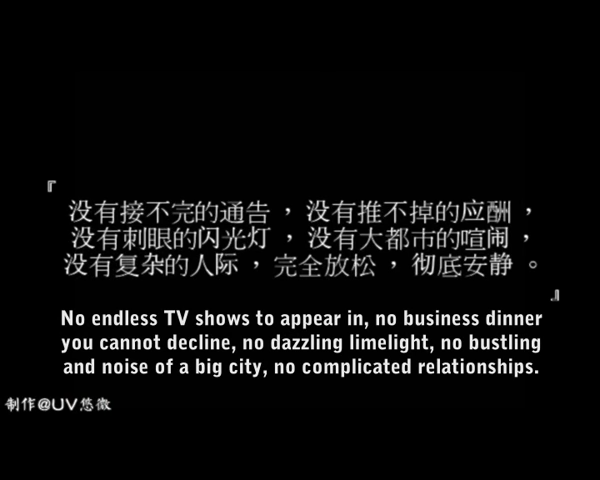 『
没有接不完的通告，没有推不掉的应酬，
没有刺眼的闪光灯，没有大都市的喧闹，
没有复杂的人际，完全放松，彻底安静。
』
No endless TV shows to appear in, no business dinner
you cannot decline, no dazzling limelight, no bustling
and noise of a big city, no complicated relationships.
制作@UV悠微